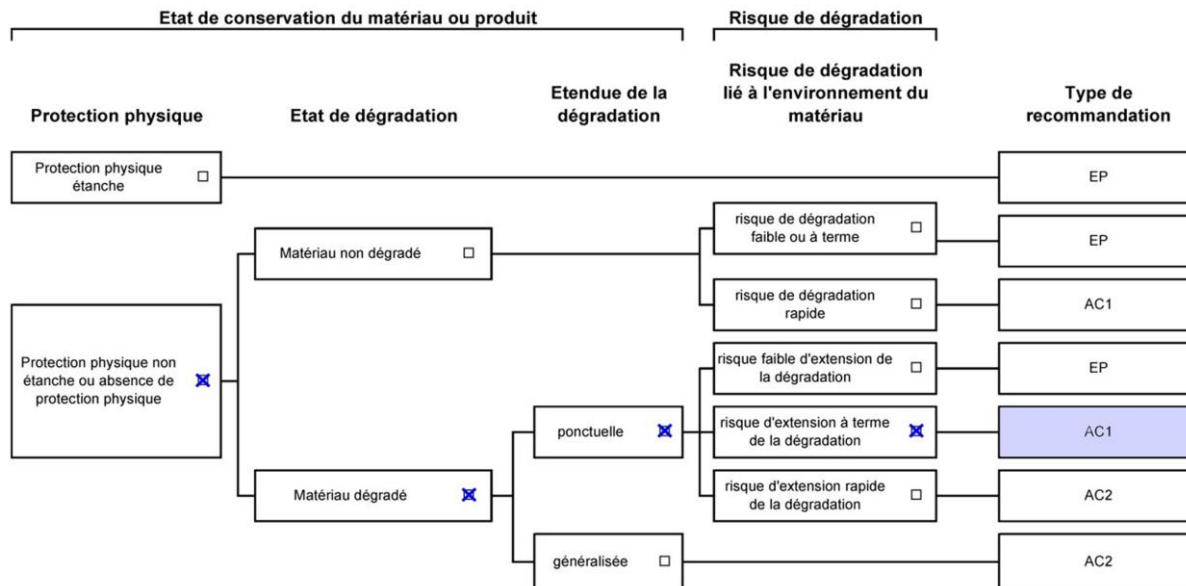 Etat de conservation du matériau ou produit
Risque de dégradation
Protection physique
Etat de dégradation
Etendue de la
dégradation
Risque de dégradation
lié à l'environnement du
matériau
Type de
recommandation
Protection physique
étanche
EP
Matériau non dégradé
risque de dégradation
faible ou à terme
EP
risque de dégradation
rapide
AC1
Protection physique non
étanche ou absence de
protection physique
risque faible d'extension de
la dégradation
EP
ponctuelle
risque d'extension à terme
de la dégradation
AC1
Matériau dégradé
risque d'extension rapide
de la dégradation
AC2
généralisée
AC2